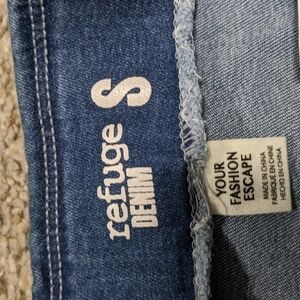 refuge S
DENIM
YOUR
FASHION
ESCAPE
MADE IN CHINA
FABRIQUÉ EN CHINE
HECHO EN CHINA